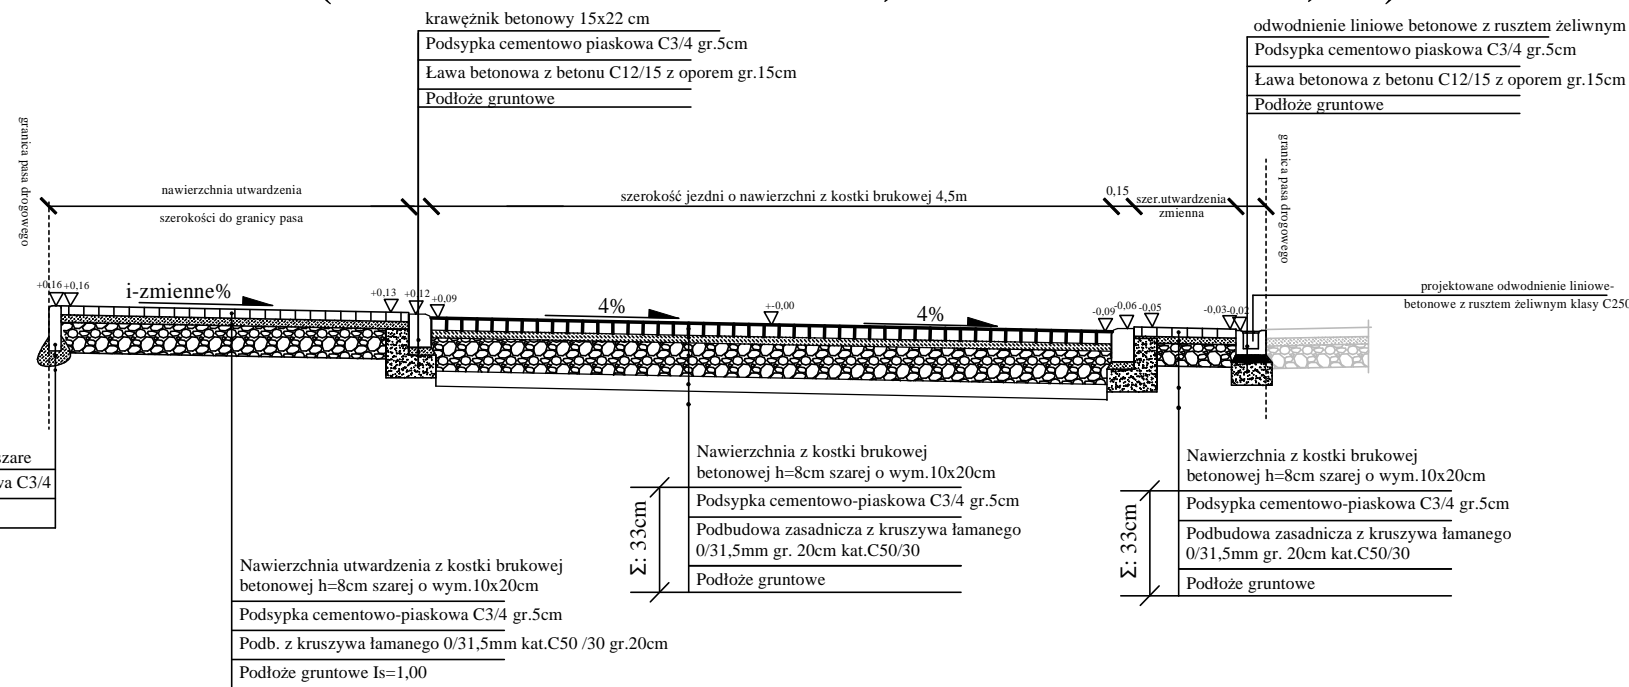 krawężnik betonowy 15x22 cm
Podsypka cementowo piaskowa C3/4 gr.5cm
Ława betonowa z betonu C12/15 z oporem gr.15cm
Podłoże gruntowe
odwodnienie liniowe betonowe z rusztem żeliwnym
Podsypka cementowo piaskowa C3/4 gr.5cm
Ława betonowa z betonu C12/15 z oporem gr.15cm
Podłoże gruntowe
granica pasa drogowego
nawierzchnia utwardzenia
szerokości do granicy pasa
szerokość jezdni o nawierzchni z kostki brukowej 4,5m
0,15
szer.utwardzenia
zmienna
granica pasa drogowego
+0,16 +0,16
i-zmienne%
+0,13
+0,12
+0,09
4%
+-0,00
4%
-0,09
-0,06
-0,05
-0,03
-0,02
projektowane odwodnienie liniowe-
betonowe z rusztem żeliwnym klasy C250
szare
wa C3/4
Nawierzchnia z kostki brukowej
betonowej h=8cm szarej o wym.10x20cm
Podsypka cementowo-piaskowa C3/4 gr.5cm
Podbudowa zasadnicza z kruszywa łamanego
0/31,5mm gr. 20cm kat.C50/30
Podłoże gruntowe
Σ: 33cm
Nawierzchnia z kostki brukowej
betonowej h=8cm szarej o wym.10x20cm
Podsypka cementowo-piaskowa C3/4 gr.5cm
Podbudowa zasadnicza z kruszywa łamanego
0/31,5mm gr. 20cm kat.C50/30
Podłoże gruntowe
Σ: 33cm
Nawierzchnia utwardzenia z kostki brukowej
betonowej h=8cm szarej o wym.10x20cm
Podsypka cementowo-piaskowa C3/4 gr.5cm
Podb. z kruszywa łamanego 0/31,5mm kat.C50 /30 gr.20cm
Podłoże gruntowe Is=1,00